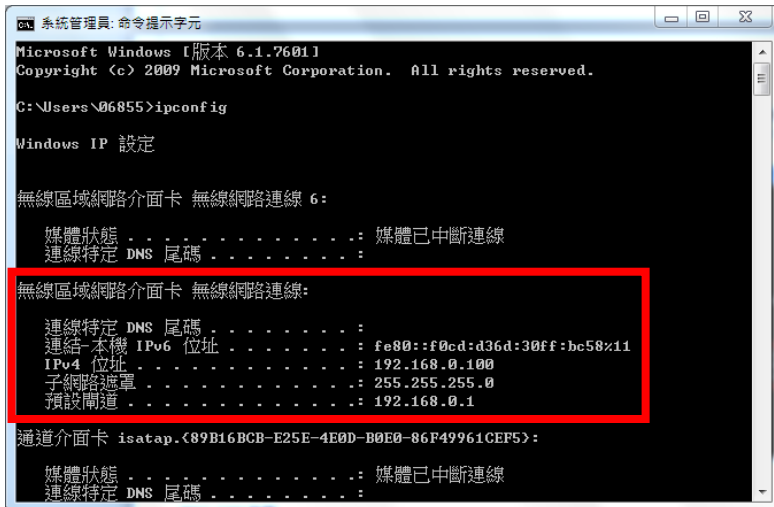 系統管理員: 命令提示字元
Microsoft Windows [版本 6.1.7601]
Copyright (c) 2009 Microsoft Corporation.  All rights reserved.
C:\Users\06855>ipconfig
Windows IP 設定
無線區域網路介面卡 無線網路連線 6:
媒體狀態 . . . . . . . . . . . . .: 媒體已中斷連線
連線特定 DNS 尾碼 . . . . . . . . :
無線區域網路介面卡 無線網路連線:
連線特定 DNS 尾碼 . . . . . . . . :
連結-本機 IPv6 位址 . . . . . . . : fe80::f0cd:d36d:30ff:bc58%11
IPv4 位址 . . . . . . . . . . . . : 192.168.0.100
子網路遮罩 . . . . . . . . . . . .: 255.255.255.0
預設閘道 . . . . . . . . . . . . .: 192.168.0.1
通道介面卡 isatap.{89B16BCB-E25E-4E0D-B0E0-86F49961CEF5}:
媒體狀態 . . . . . . . . . . . . .: 媒體已中斷連線
連線特定 DNS 尾碼 . . . . . . . . :